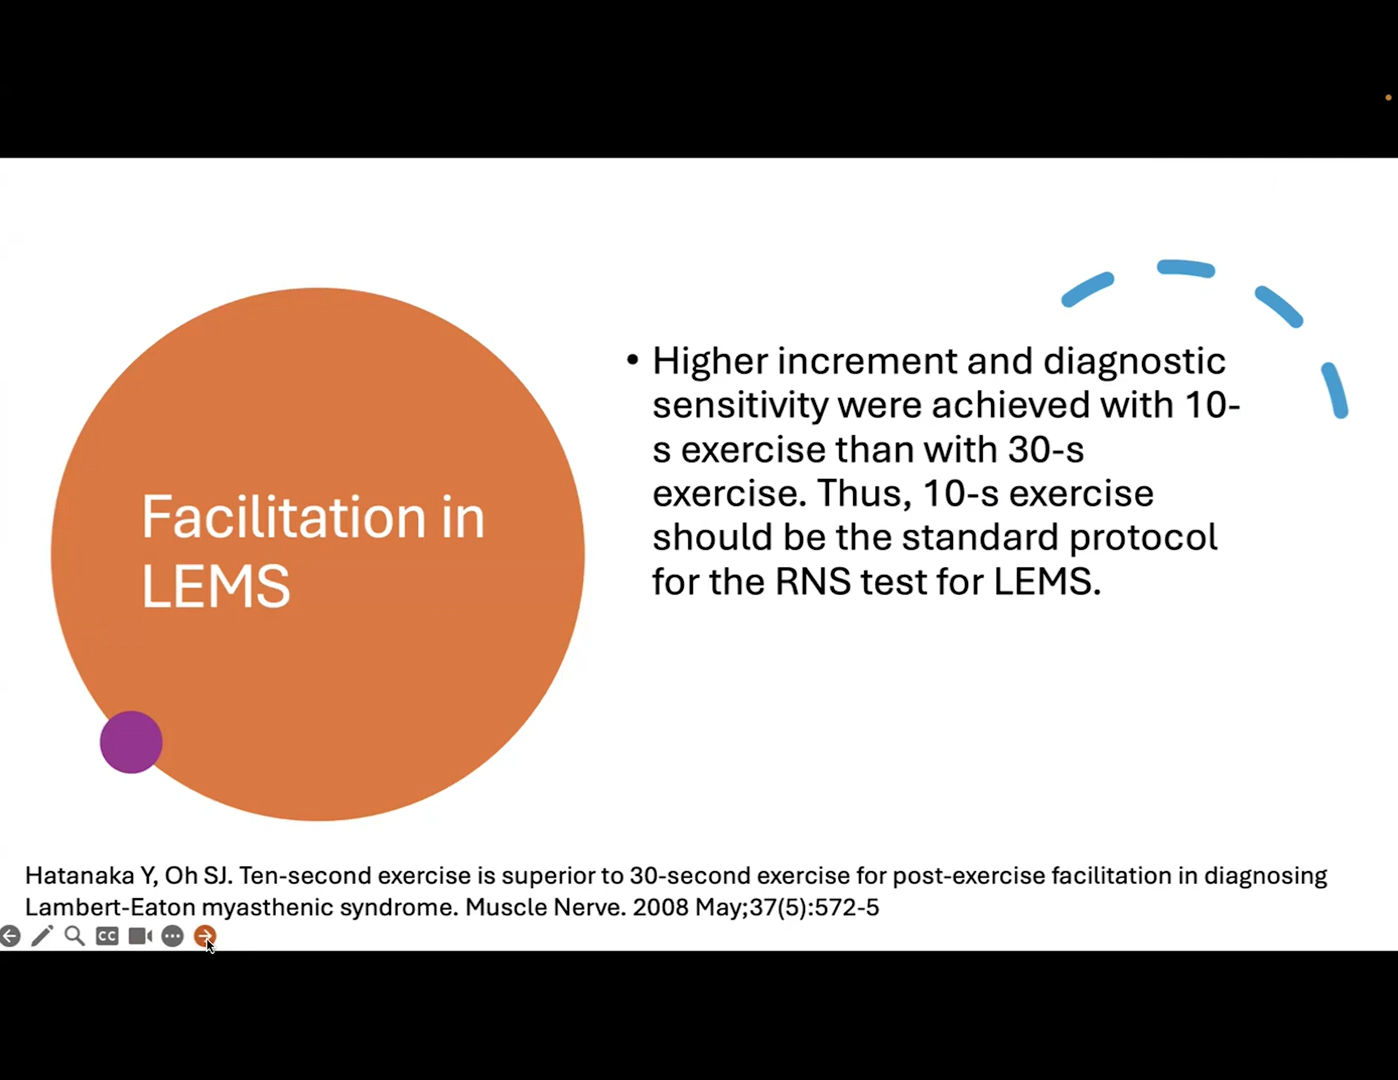 Facilitation in
LEMS
• Higher increment and diagnostic
sensitivity were achieved with 10-
s exercise than with 30-s
exercise. Thus, 10-s exercise
should be the standard protocol
for the RNS test for LEMS.
Hatanaka Y, Oh SJ. Ten-second exercise is superior to 30-second exercise for post-exercise facilitation in diagnosing
Lambert-Eaton myasthenic syndrome. Muscle Nerve. 2008 May;37(5):572-5
CC